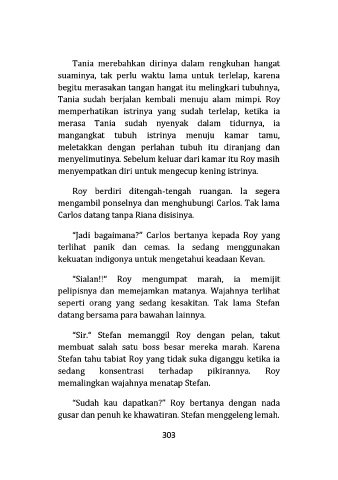 Tania merebahkan dirinya dalam rengkuhan hangat
suaminya, tak perlu waktu lama untuk terlelap, karena
begitu merasakan tangan hangat itu melingkari tubuhnya,
Tania sudah berjalan kembali menuju alam mimpi. Roy
memperhatikan istrinya yang sudah terlelap, ketika ia
merasa Tania sudah nyenyak dalam tidurnya, ia
mangangkat tubuh istrinya menuju kamar tamu,
meletakkan dengan perlahan tubuh itu diranjang dan
menyelimutinya. Sebelum keluar dari kamar itu Roy masih
menyempatkan diri untuk mengecup kening istrinya.
Roy berdiri ditengah-tengah ruangan. Ia segera
mengambil ponselnya dan menghubungi Carlos. Tak lama
Carlos datang tanpa Riana disisinya.
"Jadi bagaimana?" Carlos bertanya kepada Roy yang
terlihat panik dan cemas. Ia sedang menggunakan
kekuatan indigonya untuk mengetahui keadaan Kevan.
"Sialan!!" Roy mengumpat marah, ia memijit
pelipisnya dan memejamkan matanya. Wajahnya terlihat
seperti orang yang sedang kesakitan. Tak lama Stefan
datang bersama para bawahan lainnya.
"Sir." Stefan memanggil Roy dengan pelan, takut
membuat salah satu boss besar mereka marah. Karena
Stefan tahu tabiat Roy yang tidak suka diganggu ketika ia
sedang konsentrasi terhadap pikirannya. Roy
memalingkan wajahnya menatap Stefan.
"Sudah kau dapatkan?" Roy bertanya dengan nada
gusar dan penuh ke khawatiran. Stefan menggeleng lemah.
303